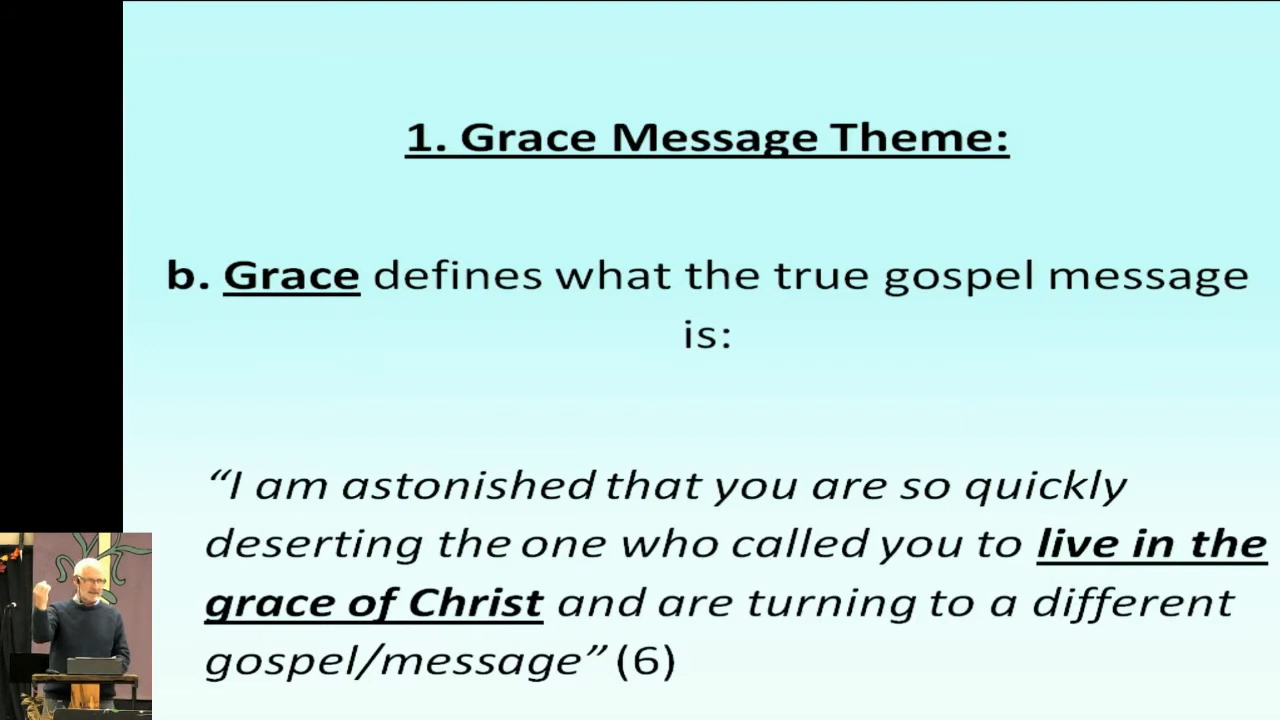 1. Grace Message Theme:
b. Grace defines what the true gospel message
is:
“I am astonished that you are so quickly
deserting the one who called you to live in the
grace of Christ and are turning to a different
gospel/message” (6)